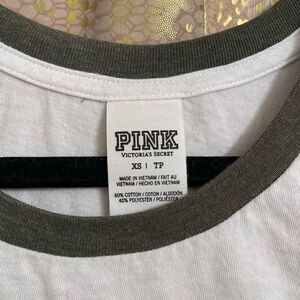 PINK
VICTORIA'S SECRET
XS | TP
MADE IN VIETNAM / FAIT AU
VIETNAM / HECHO EN VIETNAM
60% COTTON / COTON / ALGODÓN
40% POLYESTER / POLIÉSTER